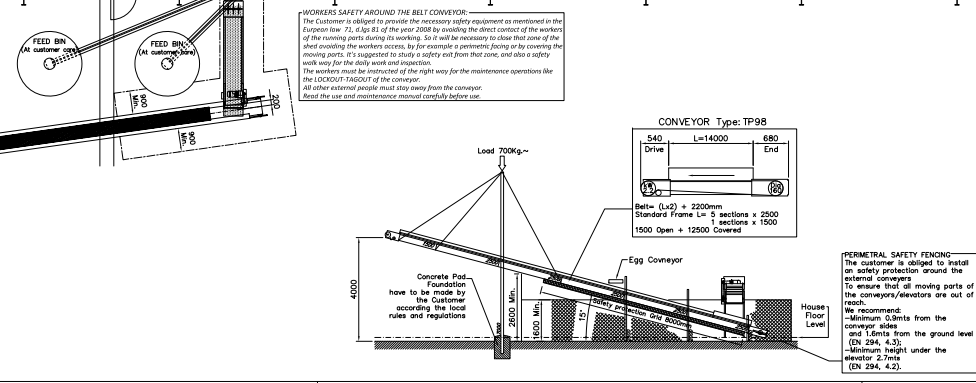 WORKERS SAFETY AROUND THE BELT CONVEYOR:
The Customer is obliged to provide the necessary safety equipment as mentioned in the
Eurpean low 71, d.lgs 81 of the year 2008 by avoiding the direct contact of the workers
of the running parts during its working. So it will be necessary to close that zone of the
shed avoiding the workers access, by for example a perimetric facing or by covering the
moving parts. It's suggested to study a safety exit from that zone, and also a safety
walk way for the daily work and inspection.
The workers must be instructed of the right way for the maintenance operations like
the LOCKOUT-TAGOUT of the conveyor.
All other external people must stay away from the conveyor.
Read the use and maintenance manual carefully before use.
FEED BIN
(At customer care)
FEED BIN
(At customer care)
900
Min.
200
900
Min.
CONVEYOR Type: TP98
540
L=14000
680
Drive
End
Belt= (Lx2) + 2200mm
Standard Frame L= 5 sections x 2500
1 sections x 1500
1500 Open + 12500 Covered
Load 700Kg.~
4000
Concrete Pad
Foundation
have to be made by
the Customer
according the local
rules and regulations
2600 Min.
1600 Min.
15°
Safety protection Grid 8000mm
Egg Covneyor
House
Floor
Level
PERIMETRAL SAFETY FENCING
The customer is obliged to install
an safety protection around the
external conveyors
To ensure that all moving parts of
the conveyors/elevators are out of
reach.
We recommend:
-Minimum 0.9mts from the
conveyor sides
and 1.6mts from the ground level
(EN 294, 4.3);
-Minimum height under the
elevator 2.7mts
(EN 294, 4.2).